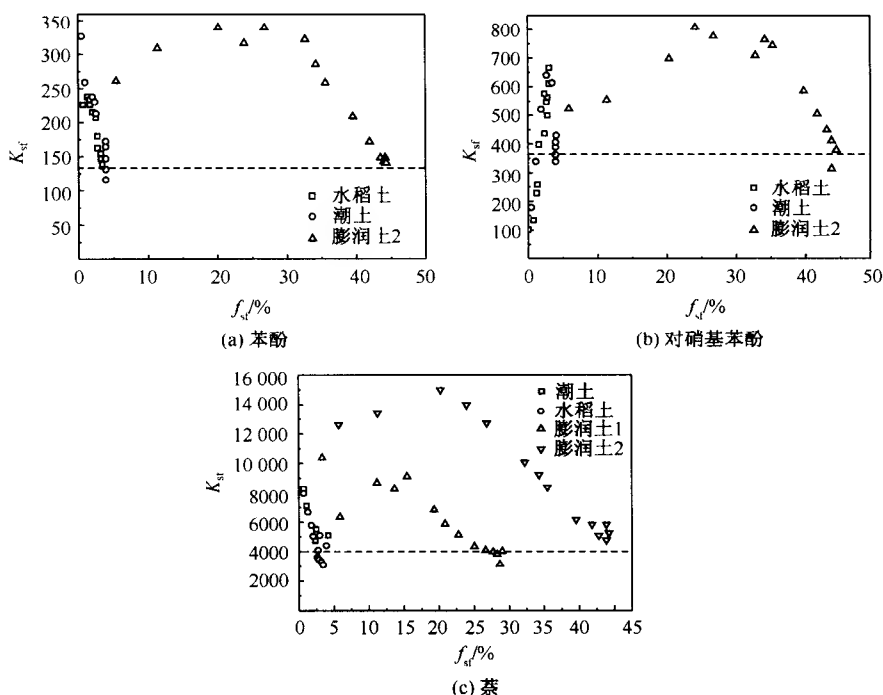 350
300
250
200
150
100
50
K_sf
0
10
20
30
40
50
□ 水稻土
○ 潮土
△ 膨润土2
f_sf/%
(a) 苯酚
800
700
600
500
400
300
200
100
K_sf
0
10
20
30
40
50
□ 水稻土
○ 潮土
△ 膨润土2
f_sf/%
(b) 对硝基苯酚
16 000
14 000
12 000
10 000
8000
6000
4000
2000
K_sf
0
5
10
15
20
25
30
35
40
45
□ 潮土
○ 水稻土
△ 膨润土1
▽ 膨润土2
f_sf/%
(c) 萘